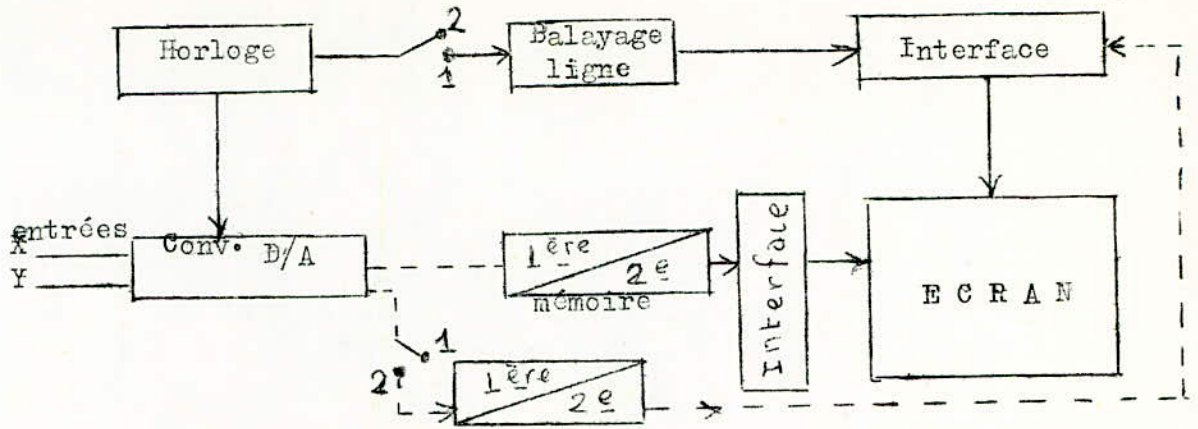 Horloge
2
1
Balayage
ligne
Interface
entrées
X
Y
Conv. D/A
1ère
2e
mémoire
Interface
ECRAN
1
2
1ère
2e